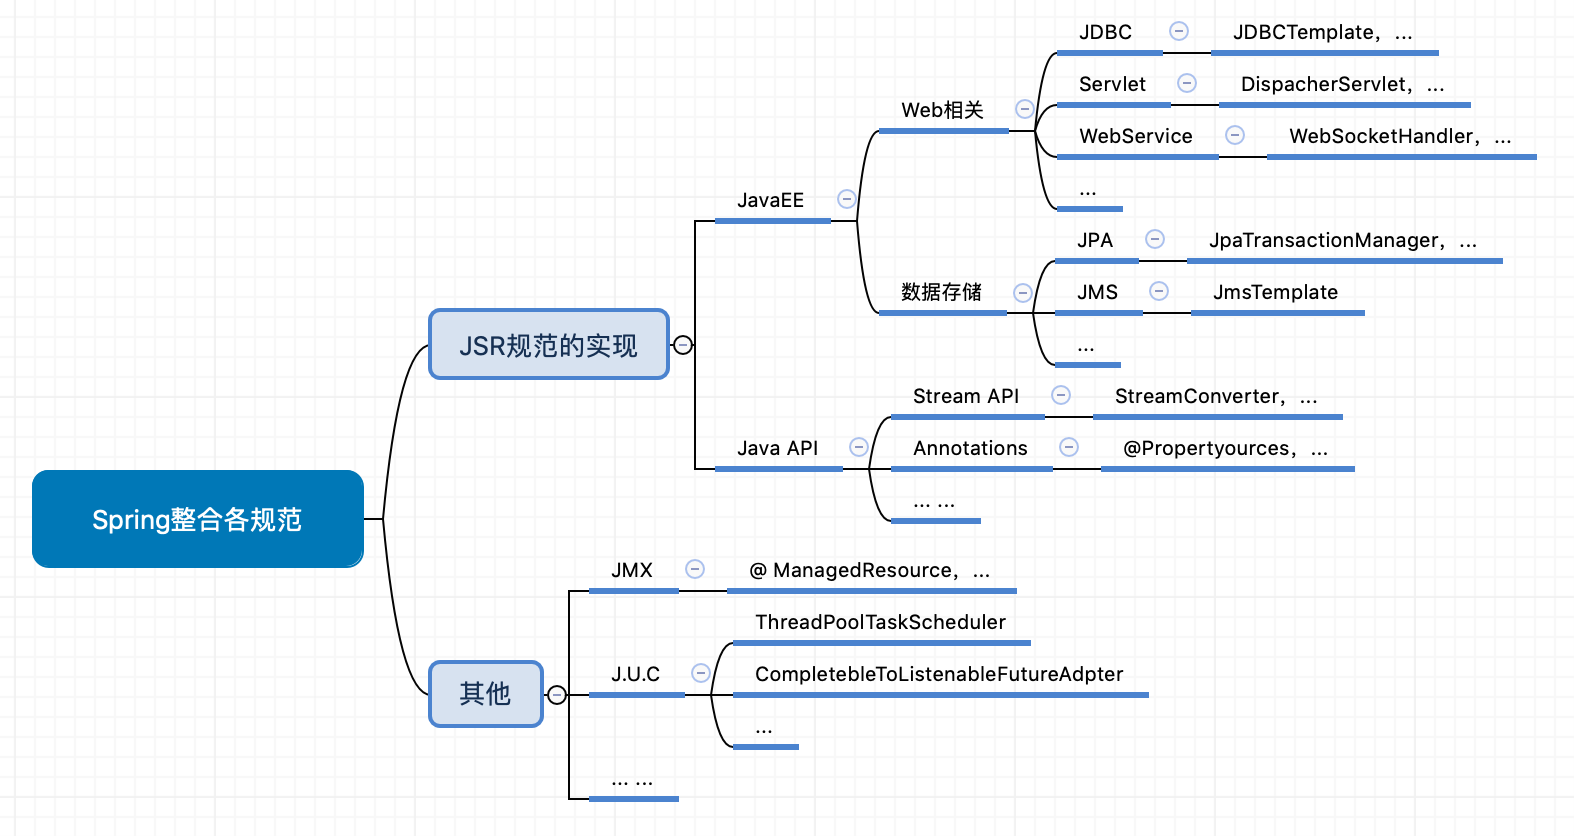 Spring整合各规范
JSR规范的实现
JavaEE
Web相关
JDBC
JDBCTemplate，...
Servlet
DispacherServlet，...
WebService
WebSocketHandler，...
...
数据存储
JPA
JpaTransactionManager，...
JMS
JmsTemplate
...
Java API
Stream API
StreamConverter，...
Annotations
@Propertyources，...
... ...
其他
JMX
@ ManagedResource，...
J.U.C
ThreadPoolTaskScheduler
CompletebleToListenableFutureAdpter
...
... ...